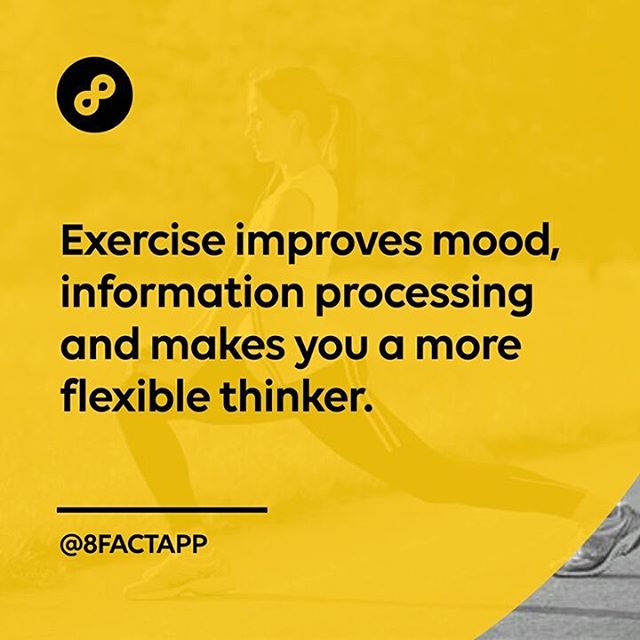 Exercise improves mood,
information processing
and makes you a more
flexible thinker.
@8FACTAPP